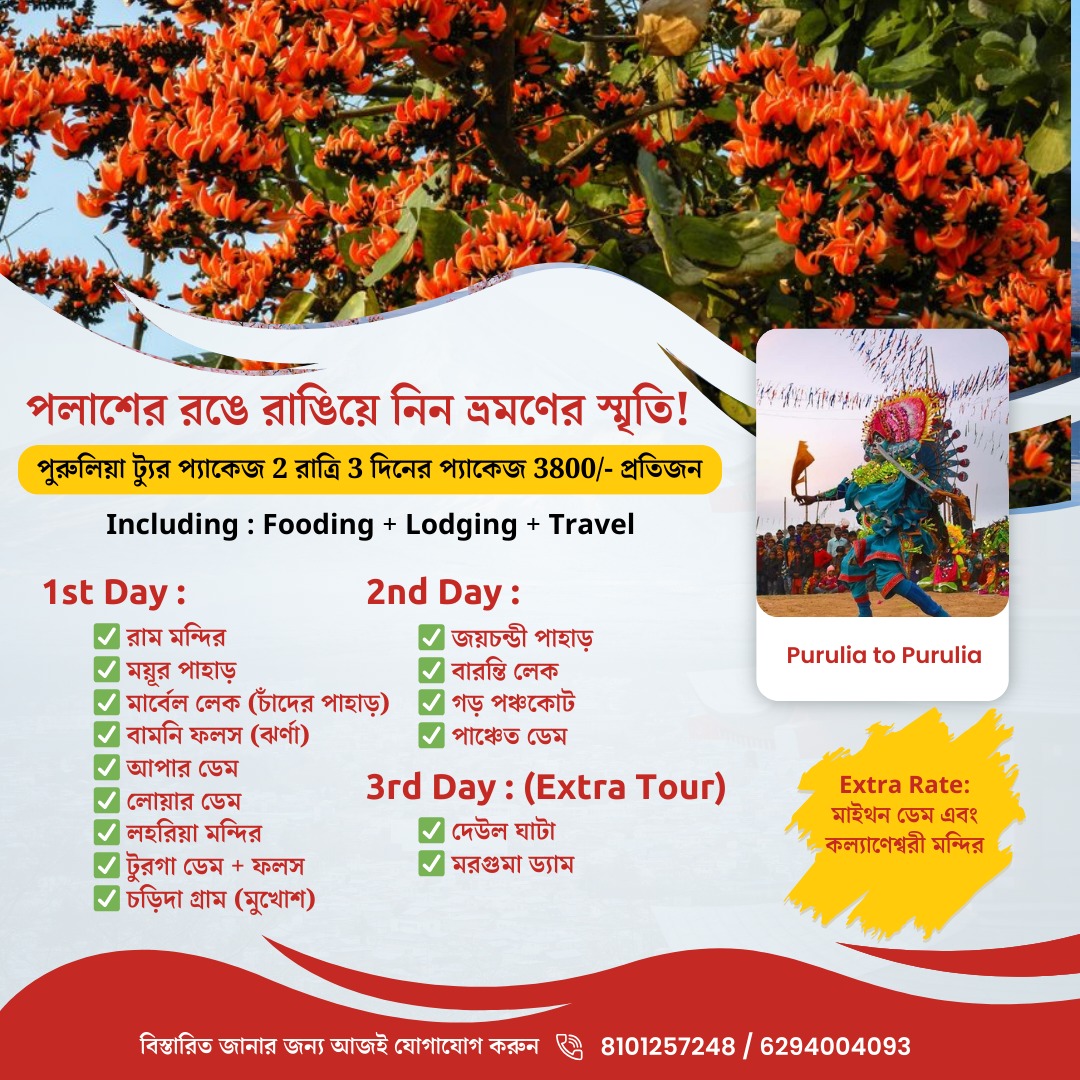 পলাশের রঙে রাঙিয়ে নিন ভ্রমণের স্মৃতি!
পুরুলিয়া ট্যুর প্যাকেজ 2 রাত্রি 3 দিনের প্যাকেজ 3800/- প্রতিজন
Including : Fooding + Lodging + Travel
1st Day :
✅ রাম মন্দির
✅ ময়ূর পাহাড়
✅ মার্বেল লেক (চাঁদের পাহাড়)
✅ বামনি ফলস (ঝর্ণা)
✅ আপার ডেম
✅ লোয়ার ডেম
✅ লহরিয়া মন্দির
✅ টুরগা ডেম + ফলস
✅ চড়িদা গ্রাম (মুখোশ)
2nd Day :
✅ জয়চন্ডী পাহাড়
✅ বারন্তি লেক
✅ গড় পঞ্চকোট
✅ পাঞ্চেত ডেম
3rd Day : (Extra Tour)
✅ দেউল ঘাটা
✅ মরগুমা ড্যাম
Purulia to Purulia
Extra Rate:
মাইথন ডেম এবং
কল্যাণেশ্বরী মন্দির
বিস্তারিত জানার জন্য আজই যোগাযোগ করুন 8101257248 / 6294004093